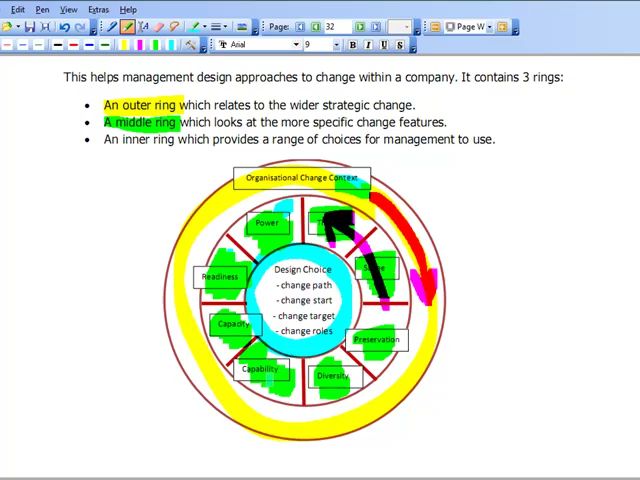 Edit Pen View Extras Help
Page: 32 Page W
Arial 9 B I U S
This helps management design approaches to change within a company. It contains 3 rings:
• An outer ring which relates to the wider strategic change.
• A middle ring which looks at the more specific change features.
• An inner ring which provides a range of choices for management to use.
Organisational Change Context
Power
Readiness
Design Choice
- change path
- change start
- change target
- change roles
Capacity
Preservation
Capability
Diversity